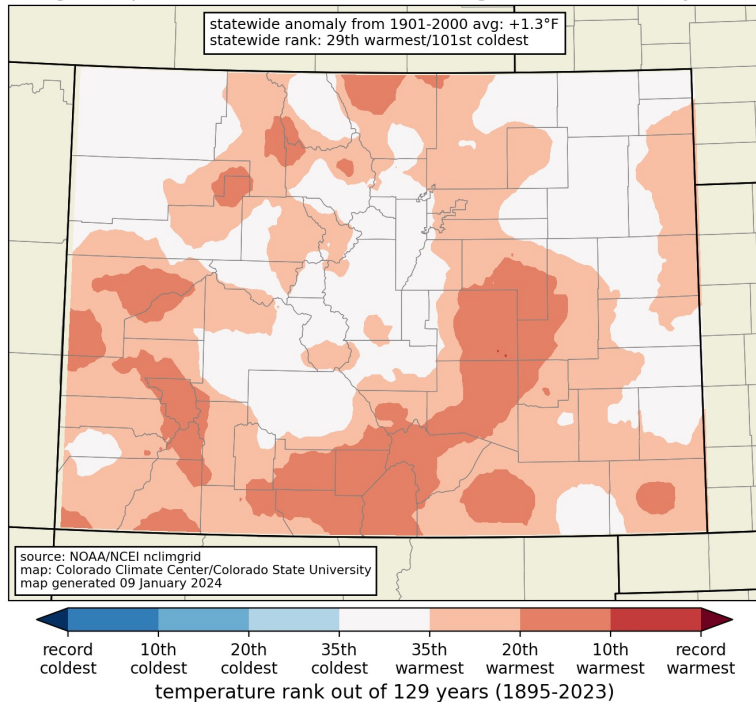 statewide anomaly from 1901-2000 avg: +1.3°F
statewide rank: 29th warmest/101st coldest
source: NOAA/NCEI nclimgrid
map: Colorado Climate Center/Colorado State University
map generated 09 January 2024
record coldest
10th coldest
20th coldest
35th coldest
35th warmest
20th warmest
10th warmest
record warmest
temperature rank out of 129 years (1895-2023)